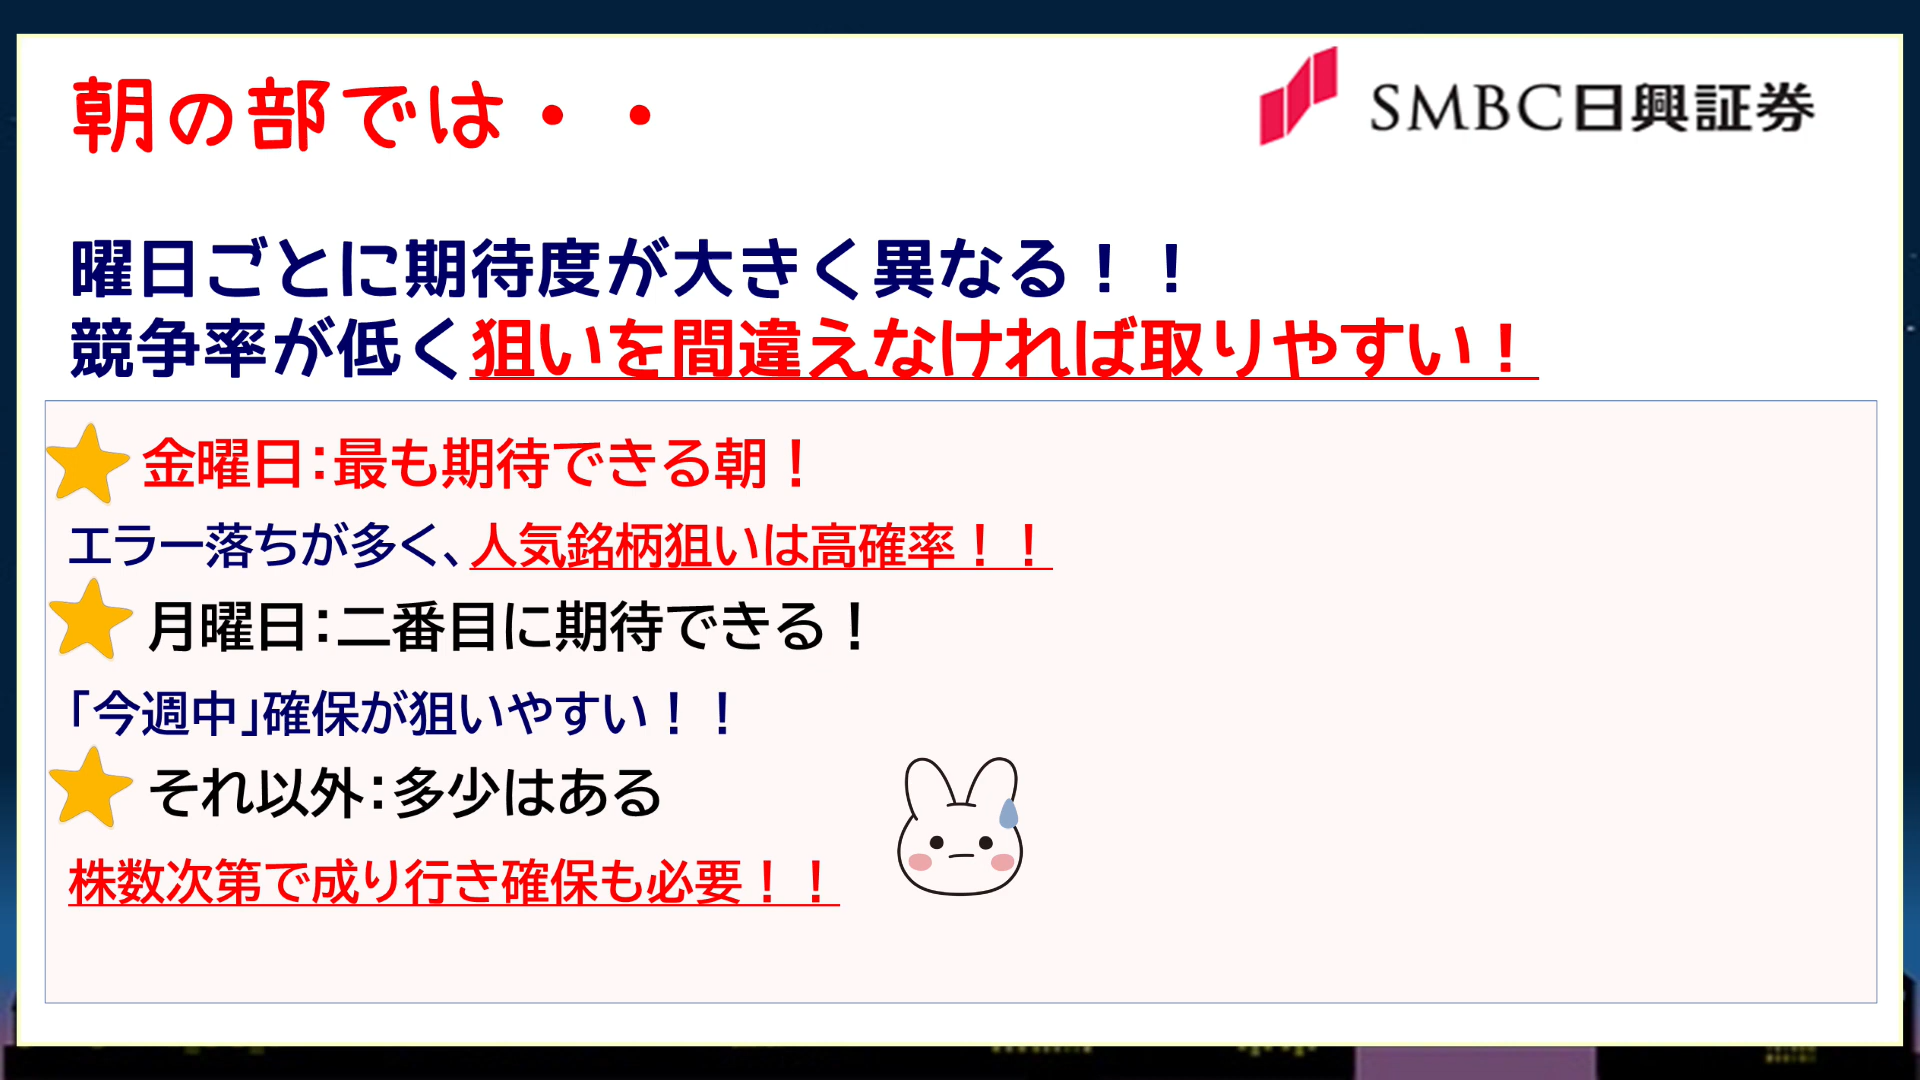 朝の部では・・
SMBC日興証券
曜日ごとに期待度が大きく異なる！！
競争率が低く狙いを間違えなければ取りやすい！
金曜日：最も期待できる朝！
エラー落ちが多く、人気銘柄狙いは高確率！！
月曜日：二番目に期待できる！
「今週中」確保が狙いやすい！！
それ以外：多少はある
株数次第で成り行き確保も必要！！